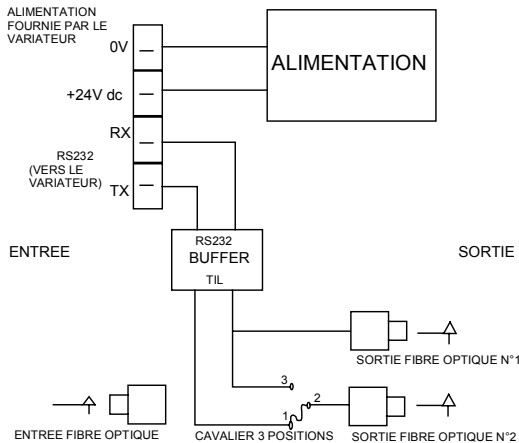 ALIMENTATION
FOURNIE PAR LE
VARIATEUR
0V
ALIMENTATION
+24V dc
RX
RS232
(VERS LE
VARIATEUR)
TX
ENTREE
RS232
BUFFER
TIL
SORTIE
SORTIE FIBRE OPTIQUE N°1
3
2
1
ENTREE FIBRE OPTIQUE
CAVALIER 3 POSITIONS
SORTIE FIBRE OPTIQUE N°2